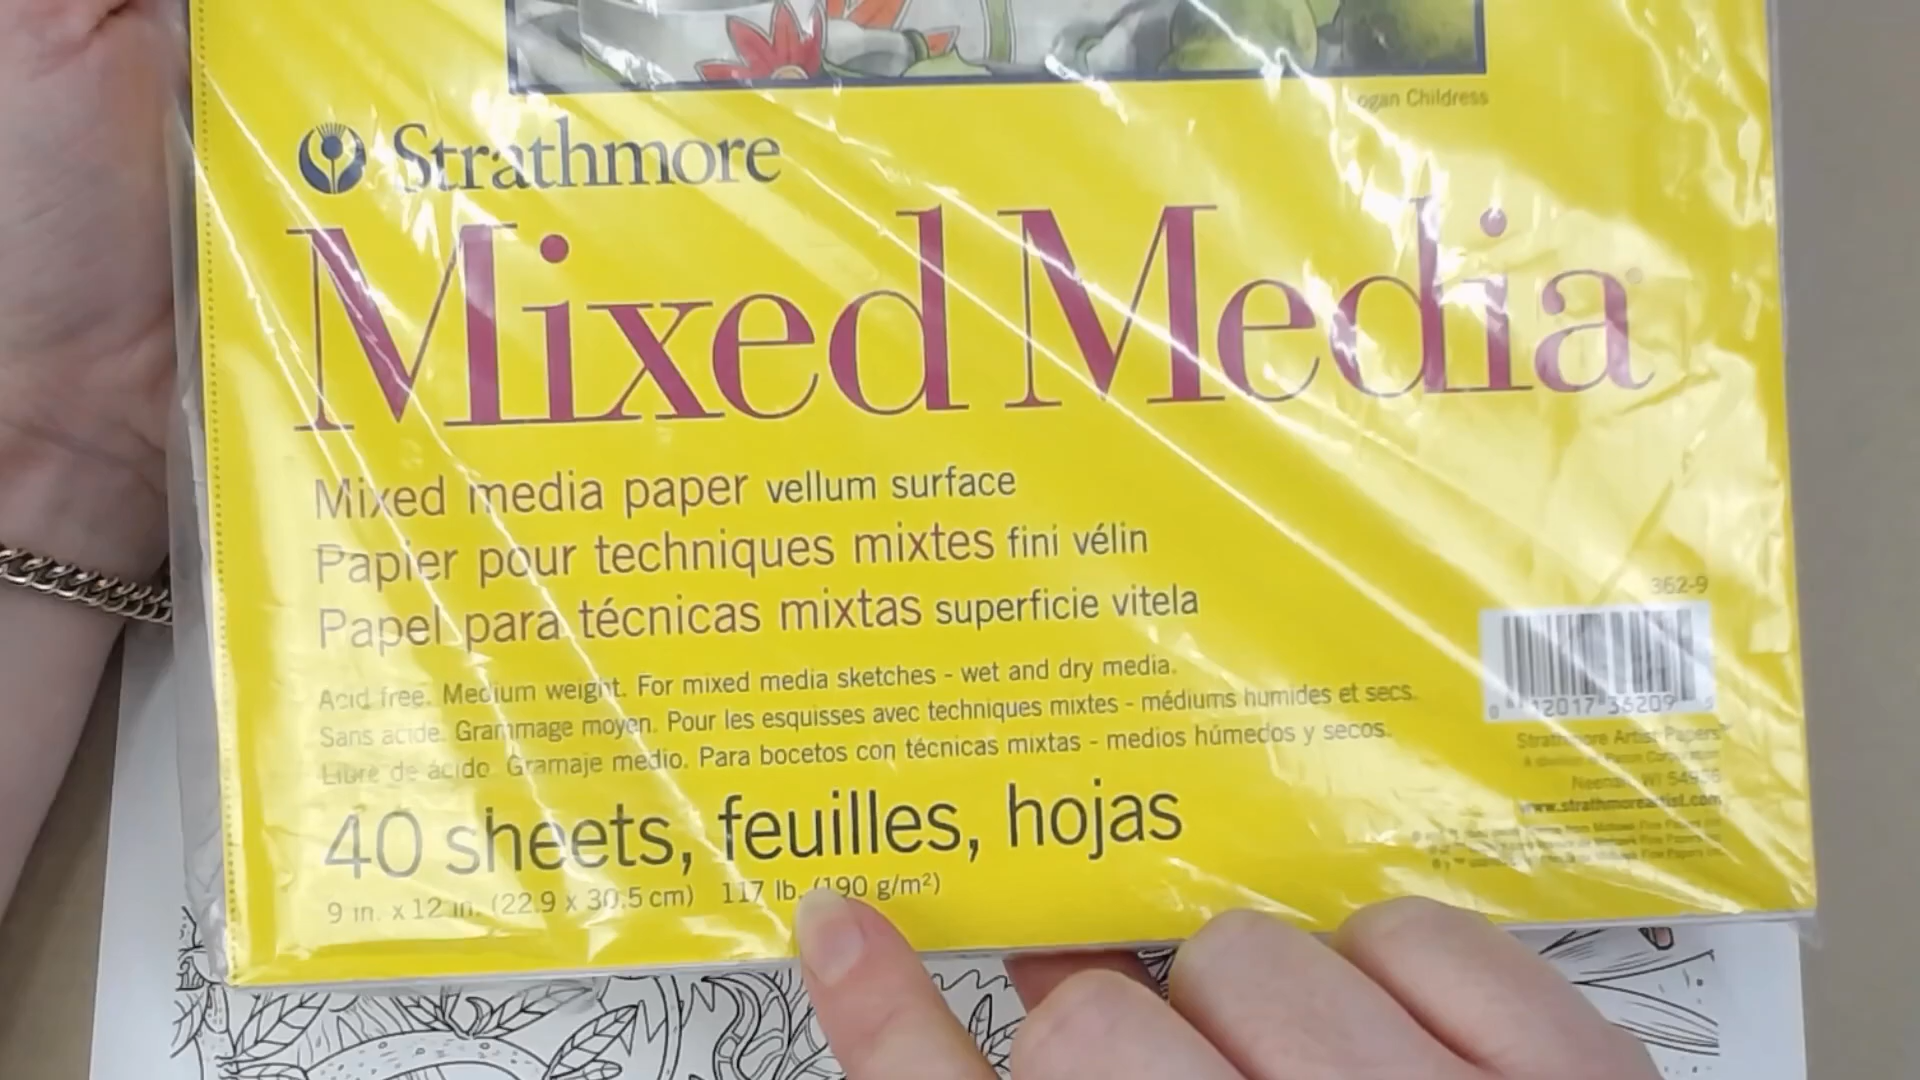 Logan Childress
Strathmore
Mixed Media
Mixed media paper vellum surface
Papier pour techniques mixtes fini vélin
Papel para técnicas mixtas superficie vitela
Acid free. Medium weight. For mixed media sketches - wet and dry media.
Sans acide. Grammage moyen. Pour les esquisses avec techniques mixtes - médiums humides et secs.
Libre de ácido. Gramaje medio. Para bocetos con técnicas mixtas - medios húmedos y secos.
40 sheets, feuilles, hojas
9 in. x 12 in. (22.9 x 30.5 cm) 117 lb. (190 g/m²)
362-9
Strathmore Artist Papers™
www.strathmoreartist.com